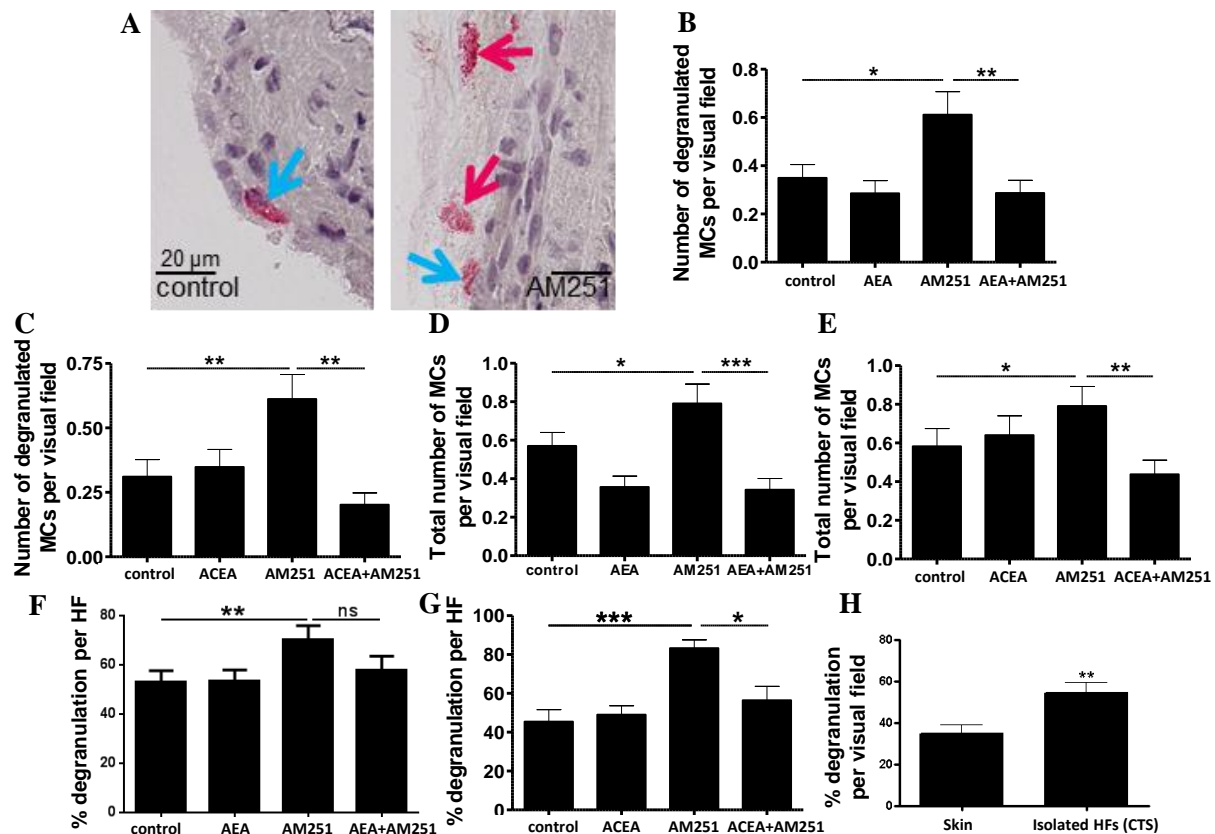 A
20 µm
control
AM251
B
Number of degranulated
MCs per visual field
0.8
0.6
0.4
0.2
0.0
* **
control AEA AM251 AEA+AM251
C
Number of degranulated
MCs per visual field
0.75
0.50
0.25
0.00
** **
control ACEA AM251 ACEA+AM251
D
Total number of MCs
per visual field
1.0
0.8
0.6
0.4
0.2
0.0
* ***
control AEA AM251 AEA+AM251
E
Total number of MCs
per visual field
1.0
0.8
0.6
0.4
0.2
0.0
* **
control ACEA AM251 ACEA+AM251
F
% degranulation per HF
80
60
40
20
0
** ns
control AEA AM251 AEA+AM251
G
% degranulation per HF
100
80
60
40
20
0
*** *
control ACEA AM251 ACEA+AM251
H
% degranulation
per visual field
80
60
40
20
0
**
Skin Isolated HFs (CTS)